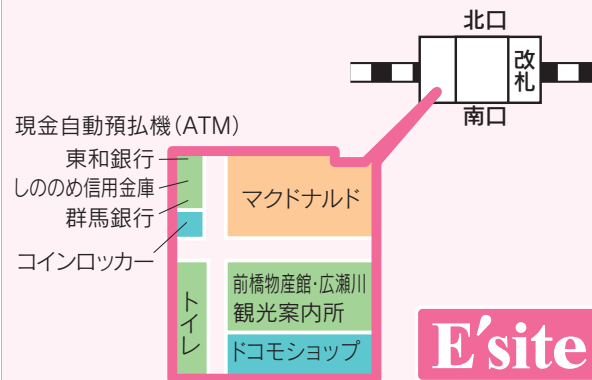 北口
改札
南口
現金自動預払機(ATM)
東和銀行
しののめ信用金庫
群馬銀行
コインロッカー
マクドナルド
トイレ
前橋物産館・広瀬川
観光案内所
ドコモショップ
E'site